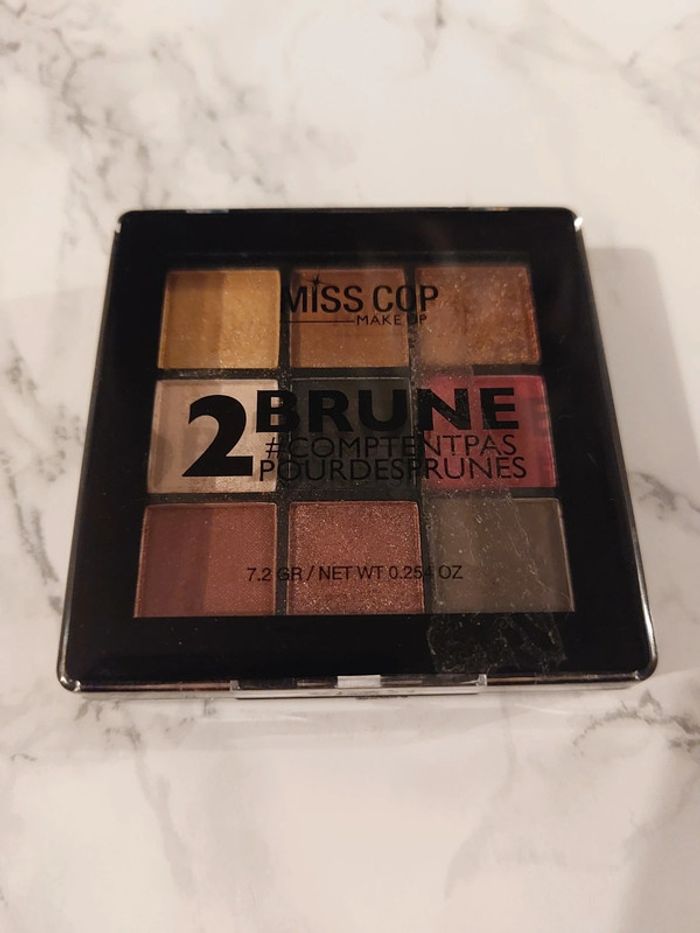 MISS COP
MAKE UP
2 BRUNE
#COMPTENTPAS
POURDESPRUNES
7.2 GR / NET WT 0.254 OZ